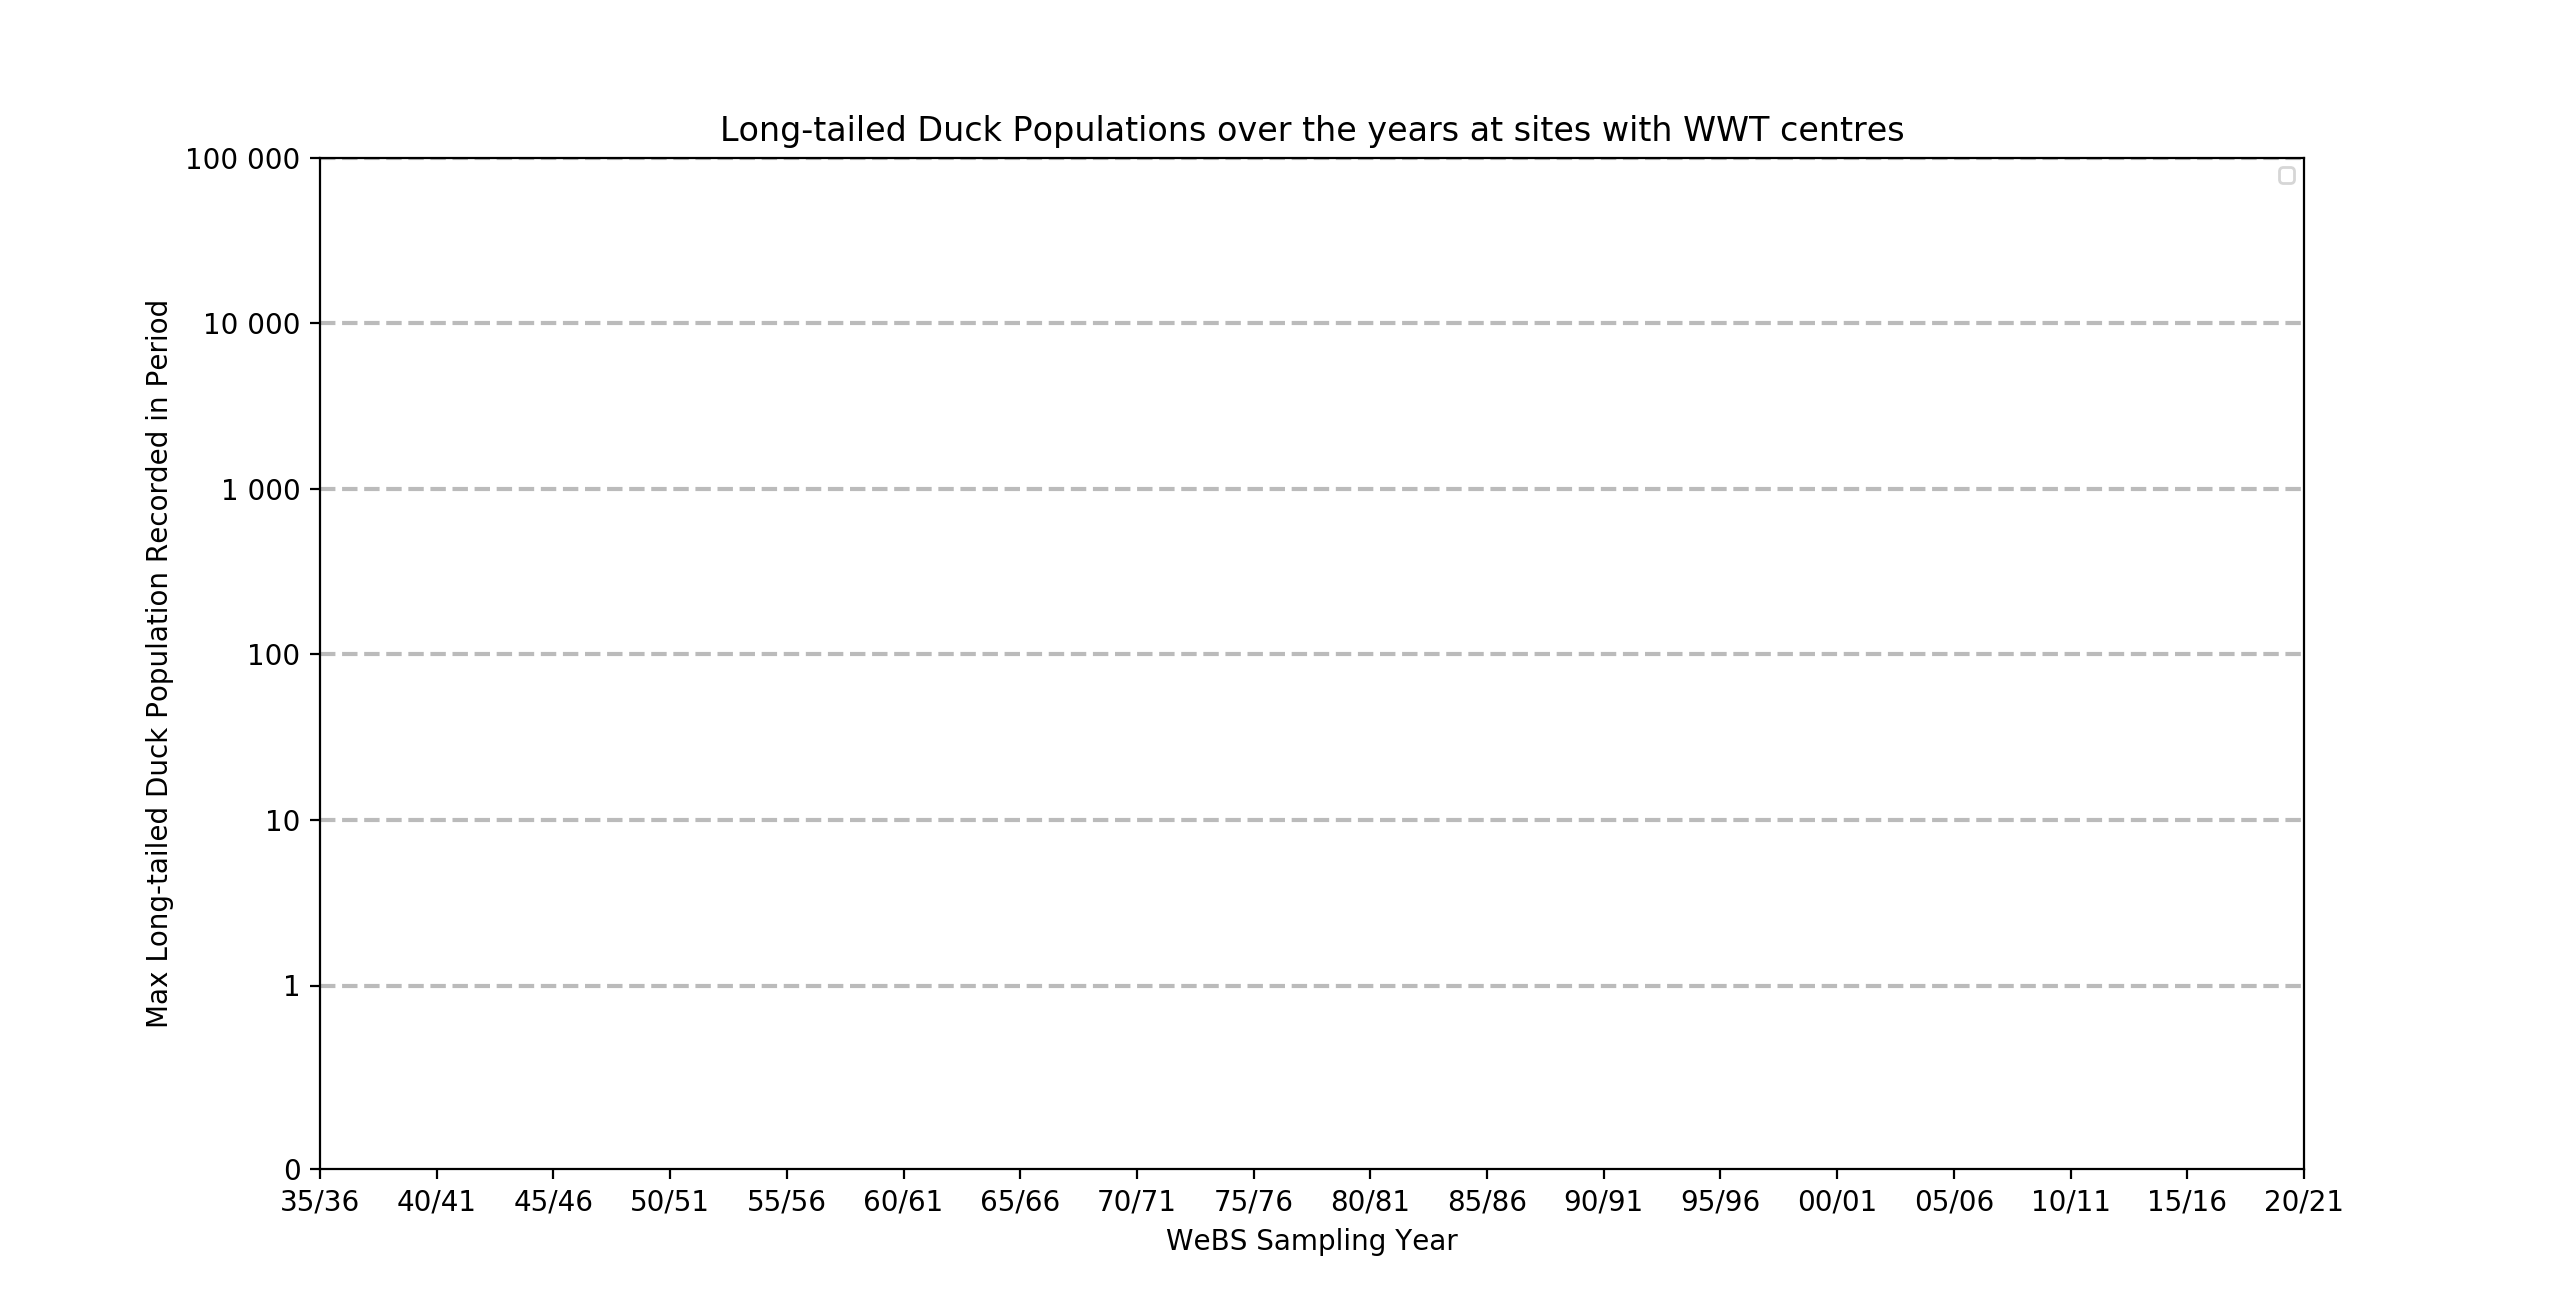 Long-tailed Duck Populations over the years at sites with WWT centres
100 000
10 000
1 000
100
10
1
0
Max Long-tailed Duck Population Recorded in Period
35/36 40/41 45/46 50/51 55/56 60/61 65/66 70/71 75/76 80/81 85/86 90/91 95/96 00/01 05/06 10/11 15/16 20/21
WeBS Sampling Year